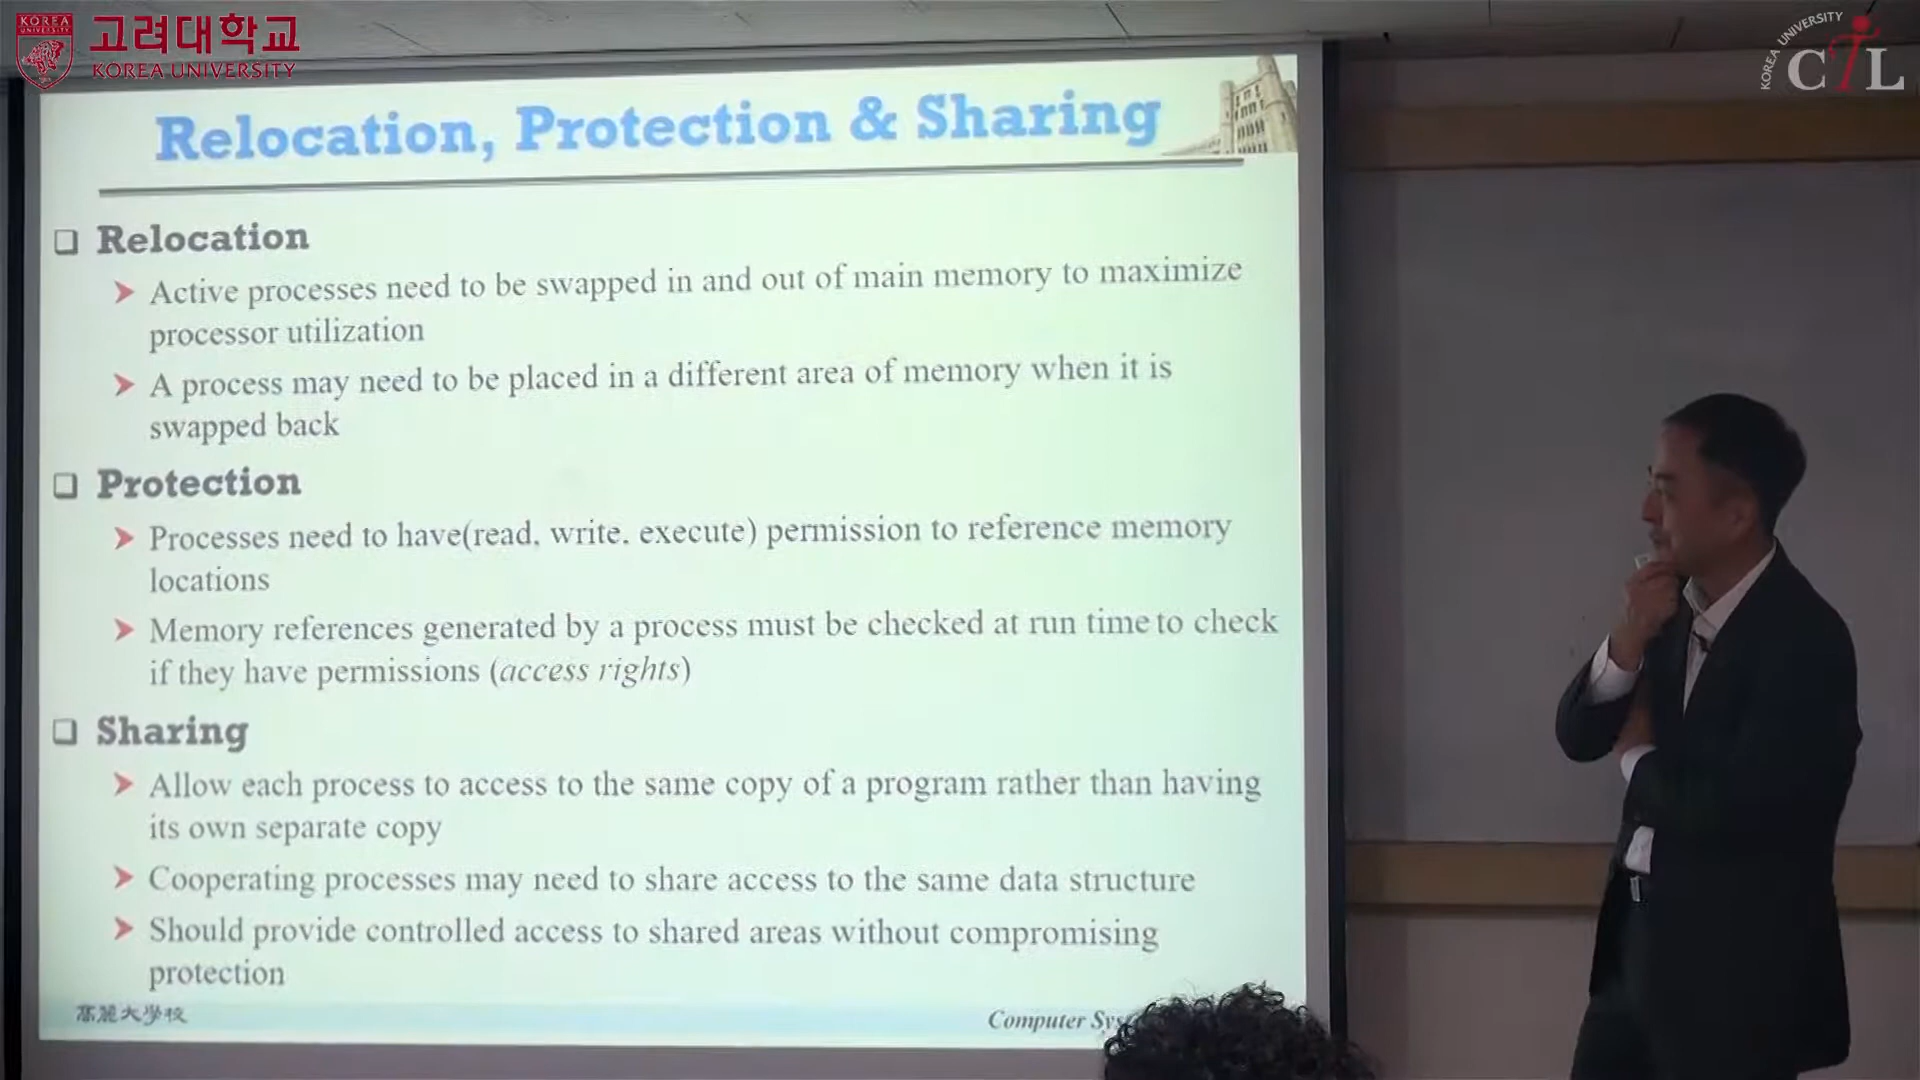 KOREA
UNIVERSITY
고려대학교
KOREA UNIVERSITY
KOREA UNIVERSITY
CTL
Relocation, Protection & Sharing
Relocation
Active processes need to be swapped in and out of main memory to maximize
processor utilization
A process may need to be placed in a different area of memory when it is
swapped back
Protection
Processes need to have(read, write, execute) permission to reference memory
locations
Memory references generated by a process must be checked at run time to check
if they have permissions (access rights)
Sharing
Allow each process to access to the same copy of a program rather than having
its own separate copy
Cooperating processes may need to share access to the same data structure
Should provide controlled access to shared areas without compromising
protection
高麗大學校
Computer